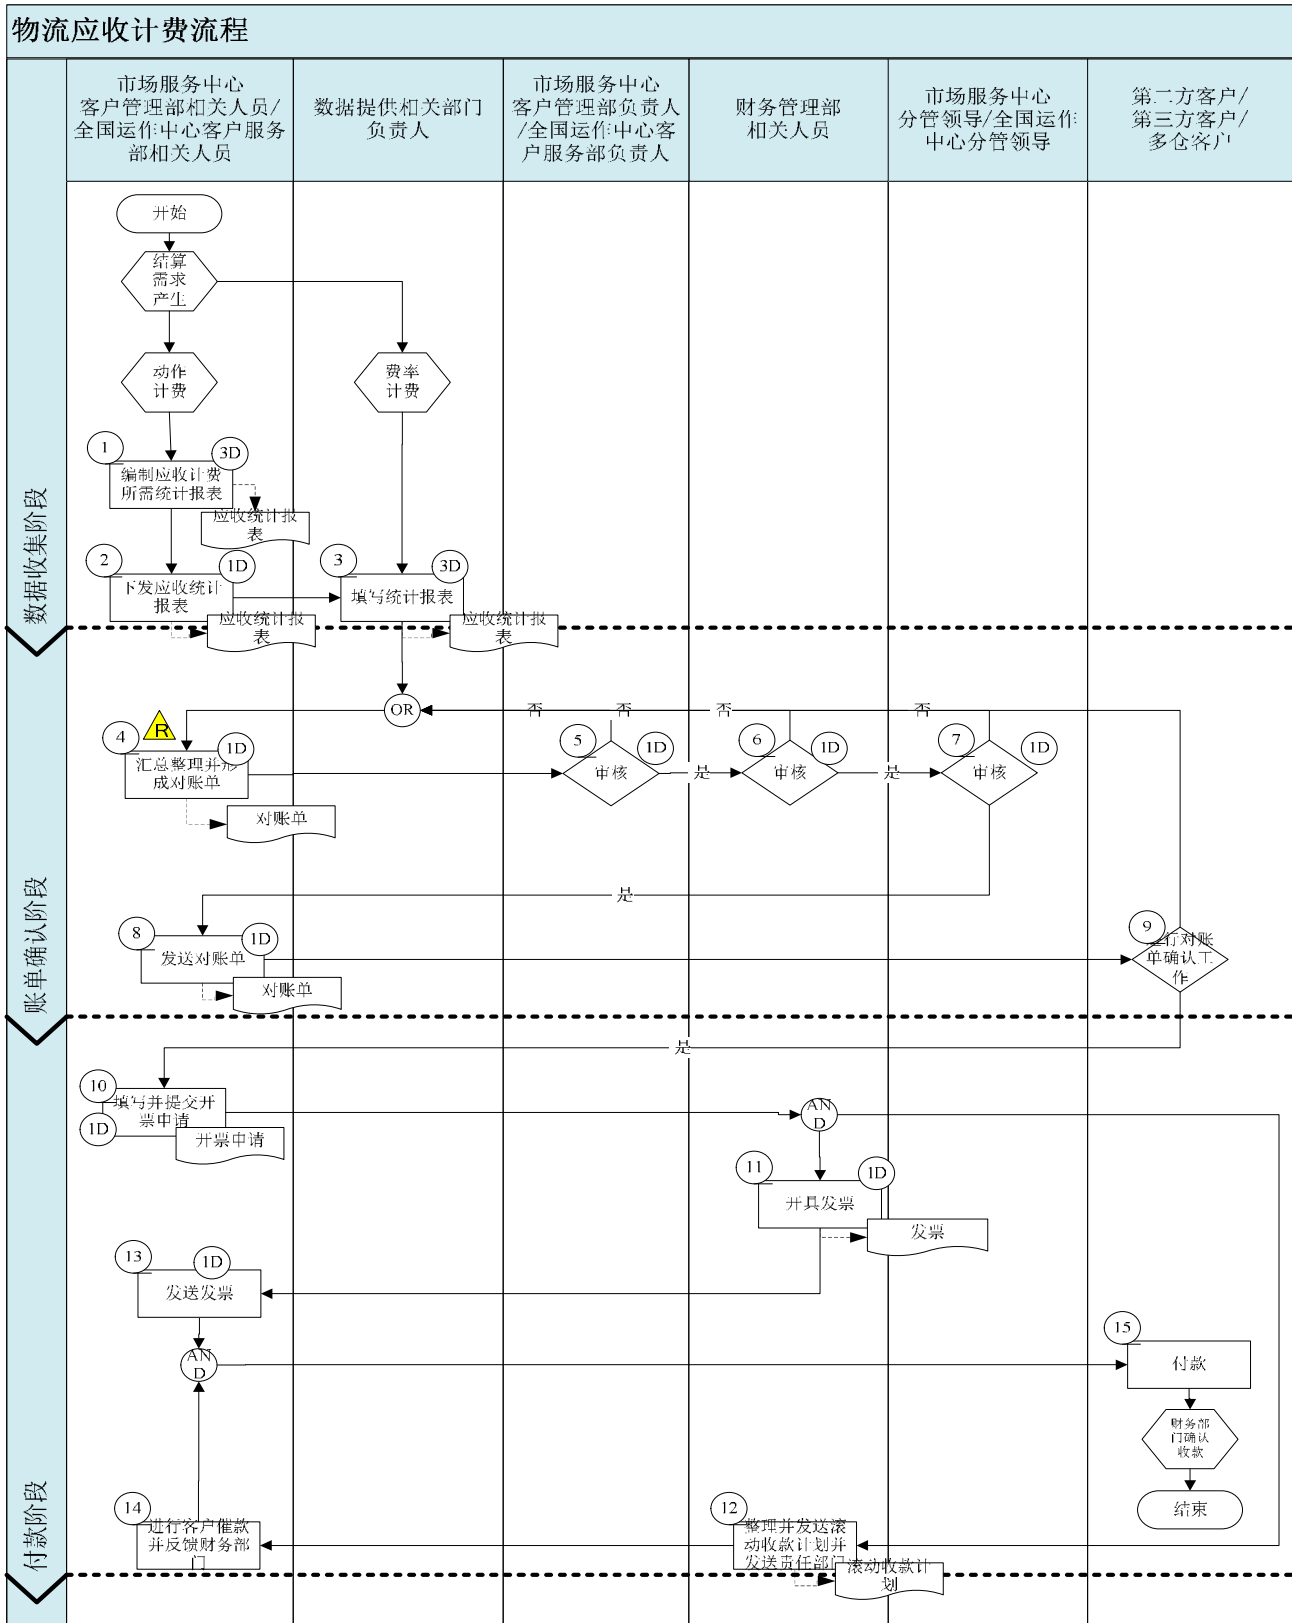 物流应收计费流程
市场服务中心
客户管理部相关人员/
全国运作中心客户服务
部相关人员
数据提供相关部门
负责人
市场服务中心
客户管理部负责人
/全国运作中心客
户服务部负责人
财务管理部
相关人员
市场服务中心
分管领导/全国运作
中心分管领导
第二方客户/
第三方客户/
多仓客户
数据收集阶段
开始
结算
需求
产生
动作
计费
费率
计费
1
3D
编制应收计费
所需统计报表
应收统计报
表
2
1D
下发应收统计
报表
应收统计报
表
3
3D
填写统计报表
应收统计报
表
账单确认阶段
OR
否
否
否
否
R
4
1D
汇总整理并形
成对账单
对账单
5
1D
审核
是
6
1D
审核
是
7
1D
审核
是
8
1D
发送对账单
对账单
9
进行对账
单确认工
作
付款阶段
是
10
填写并提交开
票申请
1D
开票申请
AN
D
11
1D
开具发票
发票
13
1D
发送发票
AN
D
15
付款
财务部
门确认
收款
结束
14
进行客户催款
并反馈财务部
门
12
整理并发送滚
动收款计划并
发送责任部门
滚动收款计
划